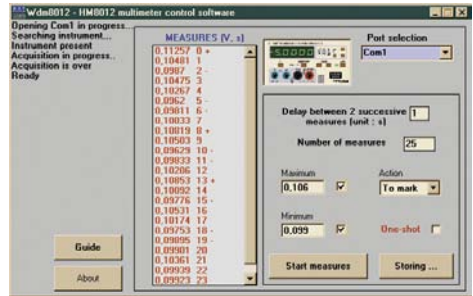 Wdm8012 - HM8012 multimeter control software
Opening Com1 in progress...
Searching instrument...
Instrument present
Acquisition in progress..
Acquisition is over
Ready
MEASURES (V, s)
0,11257 0 +
0,10481 1
0,0987 2 -
0,10475 3
0,10267 4
0,0962 5 -
0,09811 6 -
0,10033 7
0,10819 8 +
0,10503 9
0,09629 10 -
0,09833 11 -
0,10206 12
0,10853 13 +
0,10092 14
0,09776 15 -
0,10531 16
0,10174 17
0,09753 18 -
0,09895 19 -
0,09901 20
0,10361 21
0,09939 22
0,09923 23
Port selection
Com1
Delay between 2 successive measures (unit : s)
1
Number of measures
25
Maximum
0,106
Action
To mark
Minimum
0,099
One-shot
Start measures
Storing ...
Guide
About